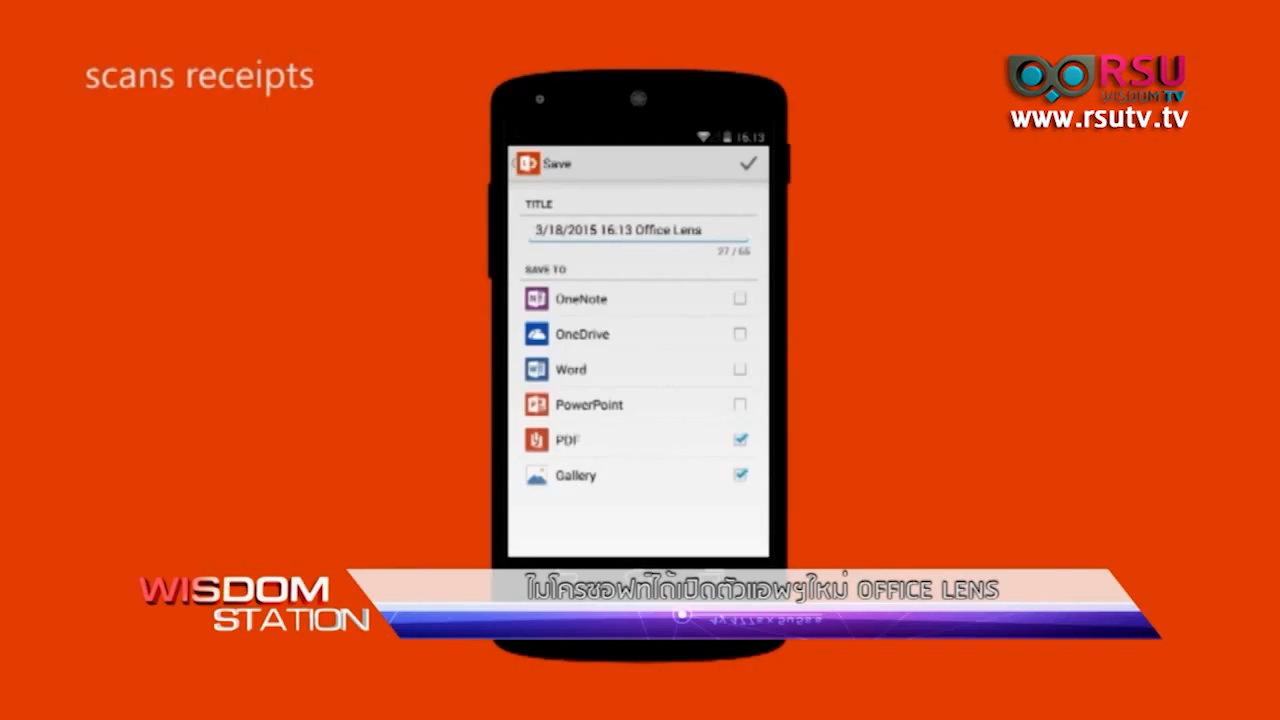 scans receipts
RSU
WISDOM TV
www.rsutv.tv
16:13
Save
TITLE
3/18/2015 16:13 Office Lens
27 / 65
SAVE TO
OneNote
OneDrive
Word
PowerPoint
PDF
Gallery
ไมโครซอฟท์ได้เปิดตัวแอพฯใหม่ OFFICE LENS
WISDOM
STATION